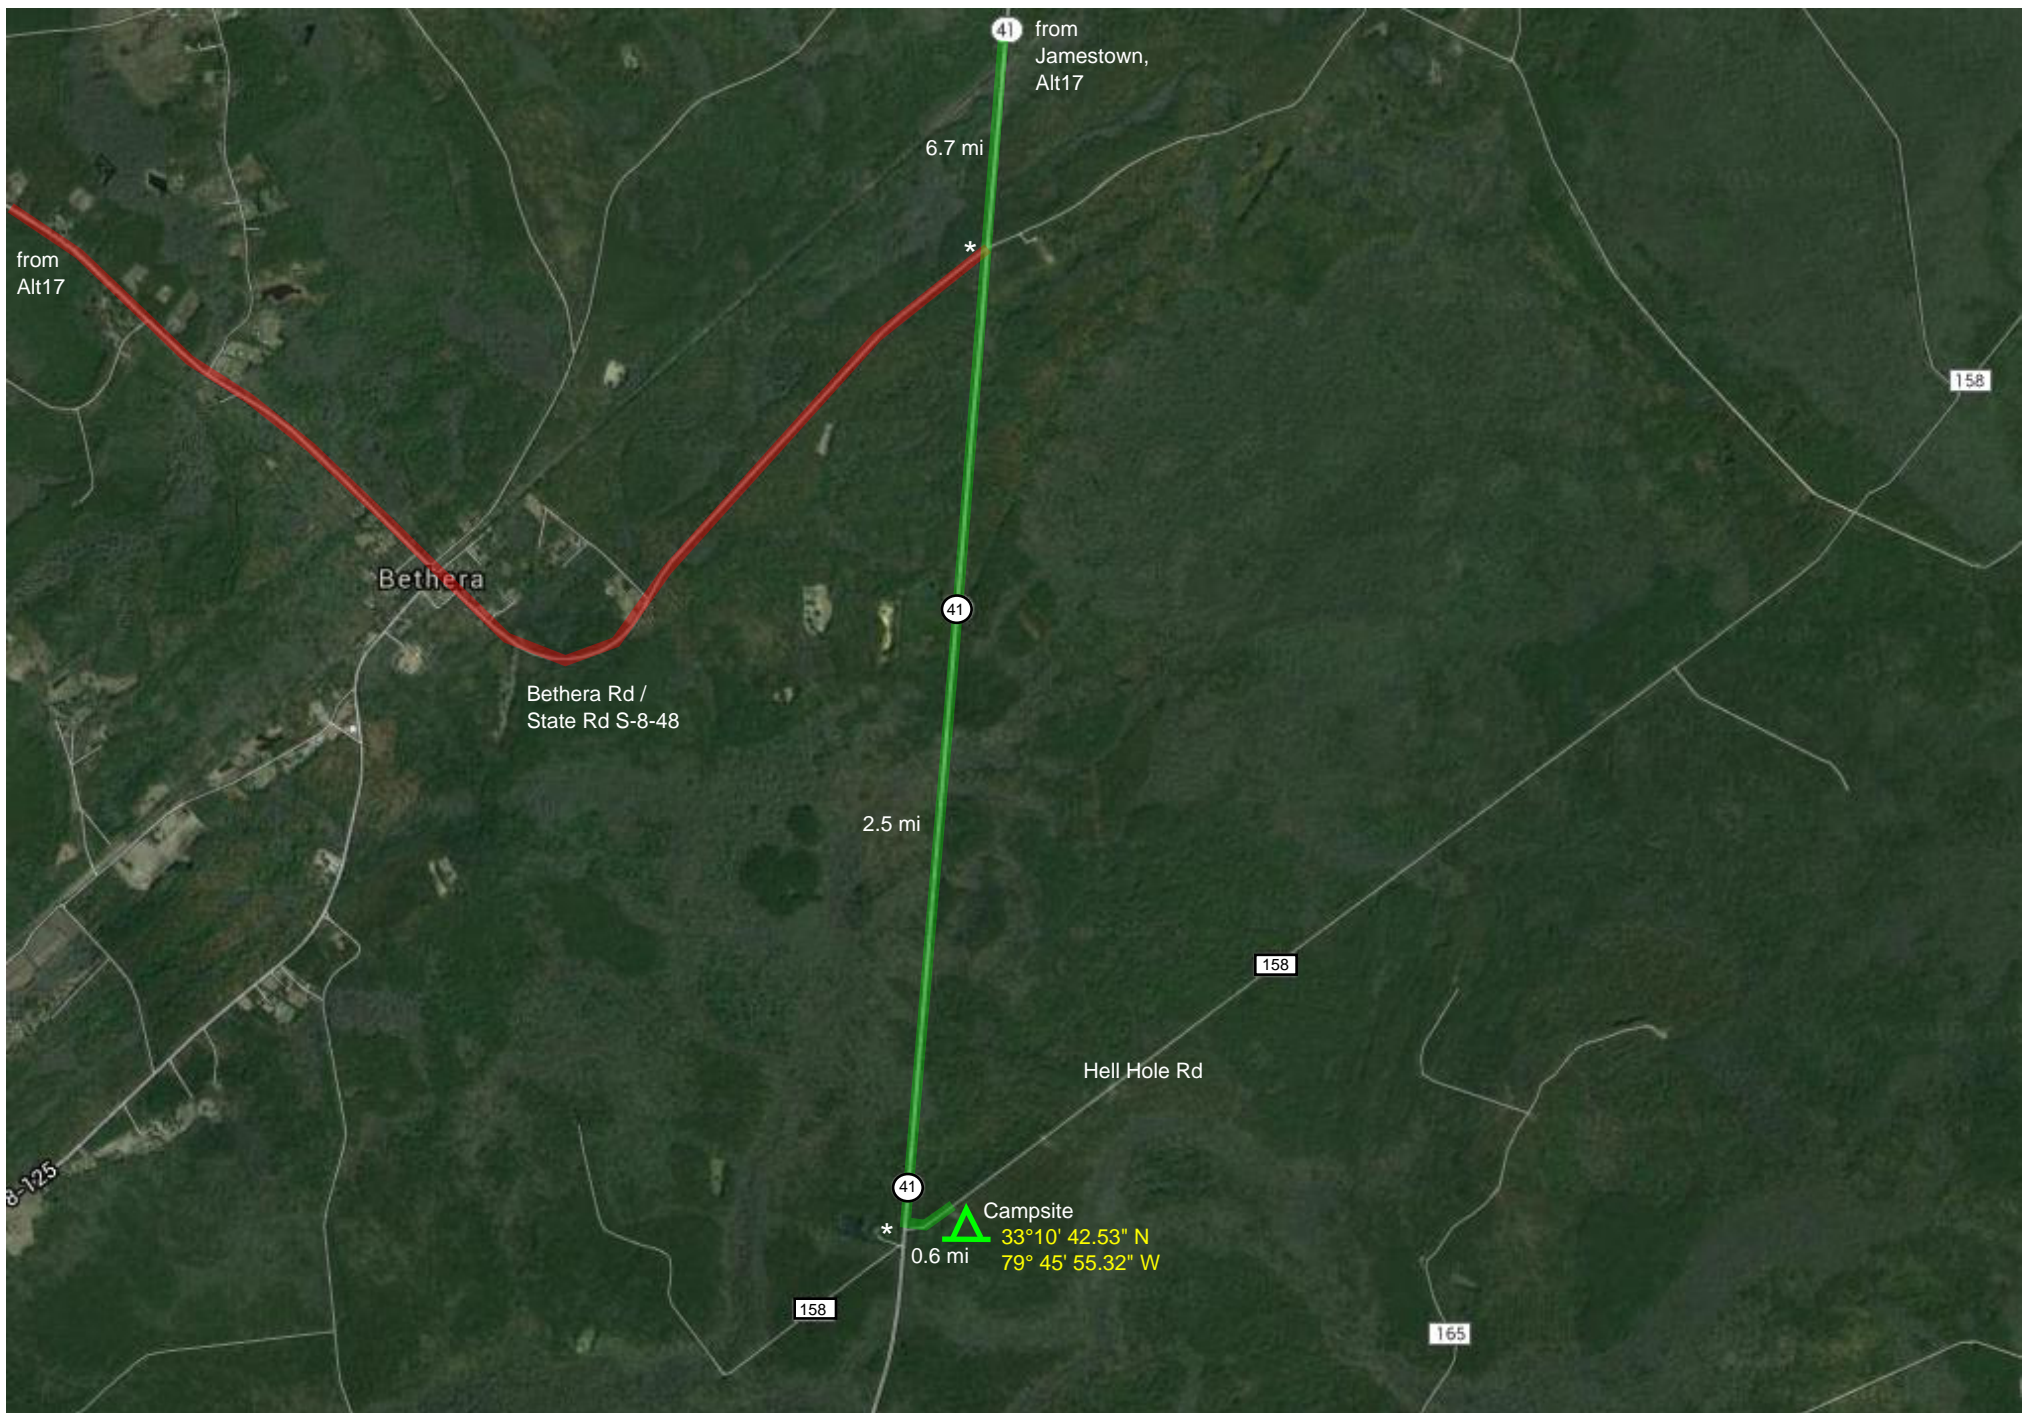 41
from
Jamestown,
Alt17
6.7 mi
*
from
Alt17
158
Bethera
41
Bethera Rd /
State Rd S-8-48
2.5 mi
158
Hell Hole Rd
8-125
41
Campsite
*
33°10' 42.53" N
0.6 mi
79° 45' 55.32" W
158
165